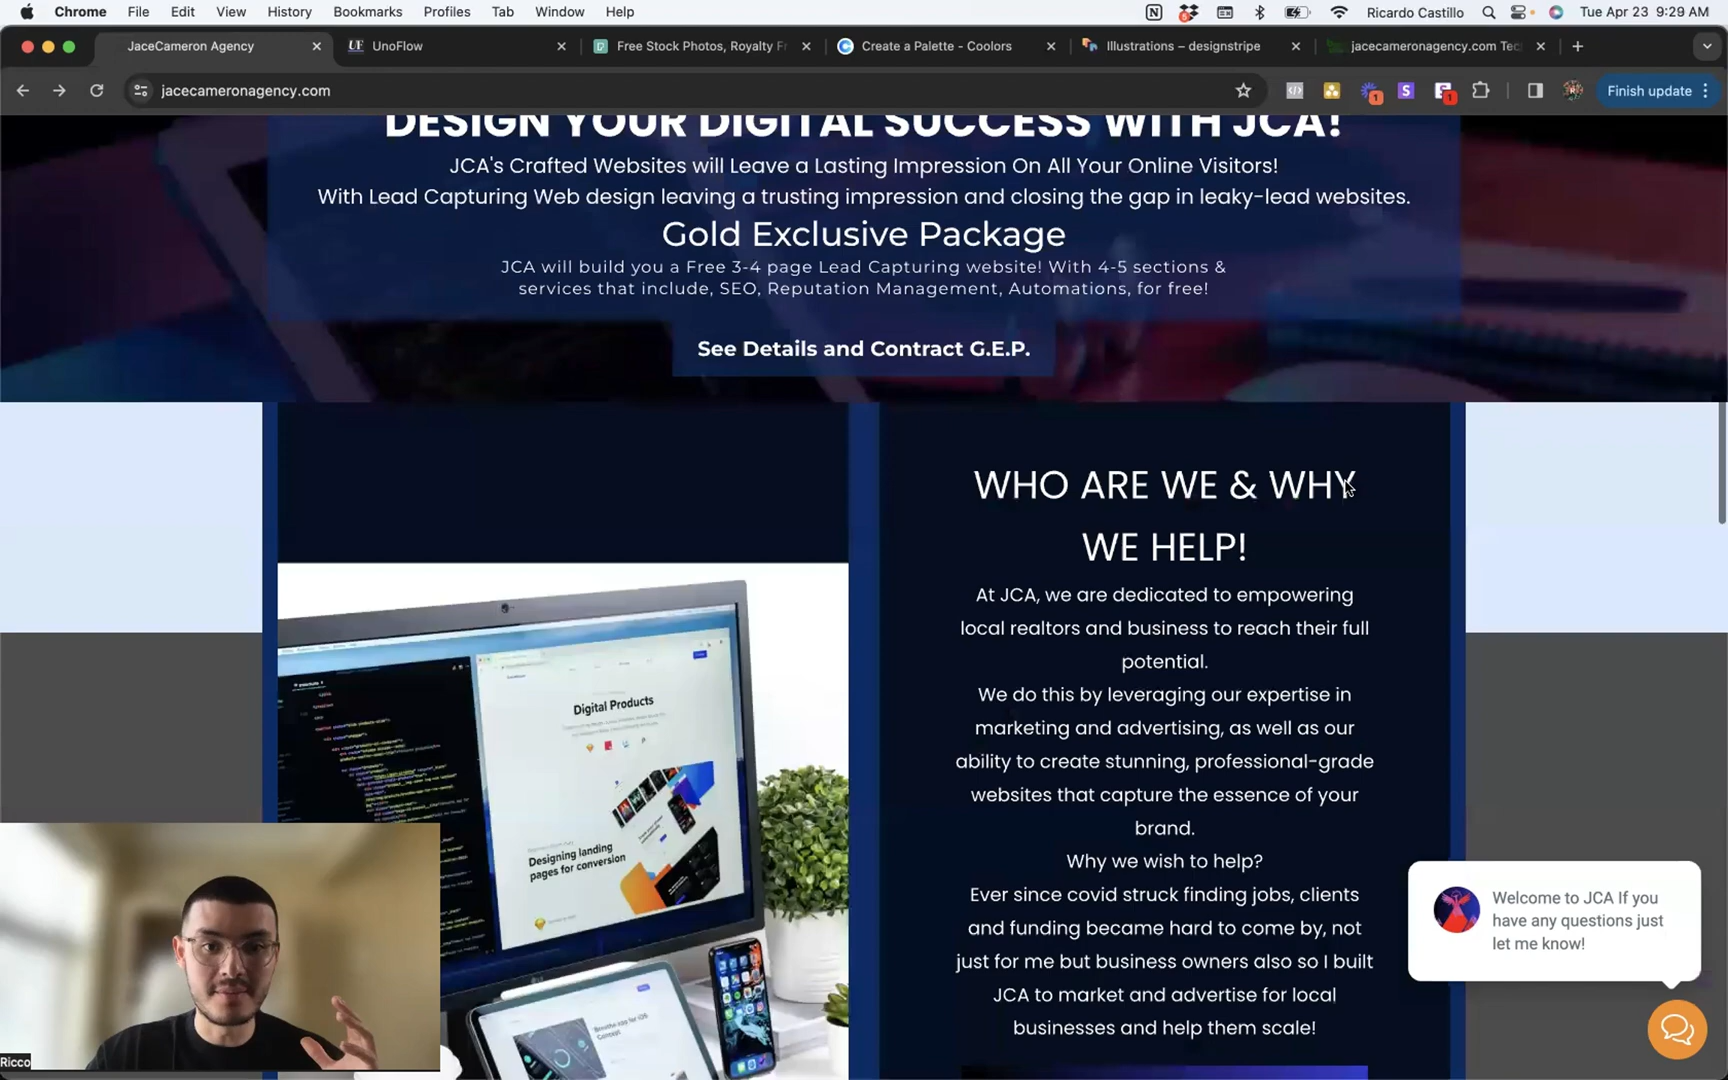 Chrome File Edit View History Bookmarks Profiles Tab Window Help
Ricardo Castillo Tue Apr 23 9:29 AM
JaceCameron Agency
UF UnoFlow
Free Stock Photos, Royalty Fr
Create a Palette - Coolors
Illustrations – designstripe
jacecameronagency.com Tec
jacecameronagency.com
Finish update
DESIGN YOUR DIGITAL SUCCESS WITH JCA!
JCA's Crafted Websites will Leave a Lasting Impression On All Your Online Visitors!
With Lead Capturing Web design leaving a trusting impression and closing the gap in leaky-lead websites.
Gold Exclusive Package
JCA will build you a Free 3-4 page Lead Capturing website! With 4-5 sections &
services that include, SEO, Reputation Management, Automations, for free!
See Details and Contract G.E.P.
WHO ARE WE & WHY
WE HELP!
At JCA, we are dedicated to empowering
local realtors and business to reach their full
potential.
We do this by leveraging our expertise in
marketing and advertising, as well as our
ability to create stunning, professional-grade
websites that capture the essence of your
brand.
Why we wish to help?
Ever since covid struck finding jobs, clients
and funding became hard to come by, not
just for me but business owners also so I built
JCA to market and advertise for local
businesses and help them scale!
Digital Products
Designing landing
pages for conversion
Welcome to JCA If you
have any questions just
let me know!
Ricco